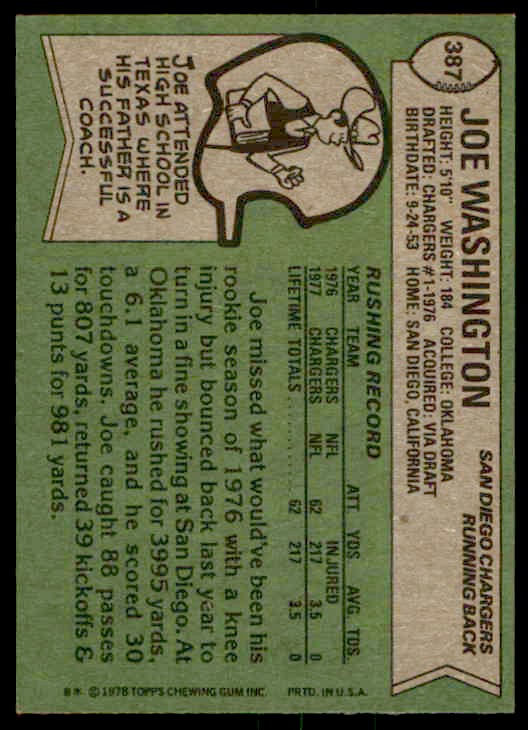 387
JOE WASHINGTON
SAN DIEGO CHARGERS
RUNNING BACK
HEIGHT: 5'10" WEIGHT: 184 COLLEGE: OKLAHOMA
DRAFTED: CHARGERS #1-1976 ACQUIRED: VIA DRAFT
BIRTHDATE: 9-24-53 HOME: SAN DIEGO, CALIFORNIA
JOE ATTENDED
HIGH SCHOOL IN
TEXAS WHERE
HIS FATHER IS A
SUCCESSFUL
COACH.
RUSHING RECORD
YEAR TEAM ATT. YDS AVG TDS.
1976 CHARGERS NFL INJURED
1977 CHARGERS NFL 62 217 3.5 0
LIFETIME TOTALS ........ 62 217 3.5 0
Joe missed what would've been his
rookie season of 1976 with a knee
injury but bounced back last year to
turn in a fine showing at San Diego. At
Oklahoma he rushed for 3995 yards,
a 6.1 average, and he scored 30
touchdowns. Joe caught 88 passes
for 807 yards, returned 39 kickoffs &
13 punts for 981 yards.
B* © 1978 TOPPS CHEWING GUM INC. PRTD. IN U.S.A.